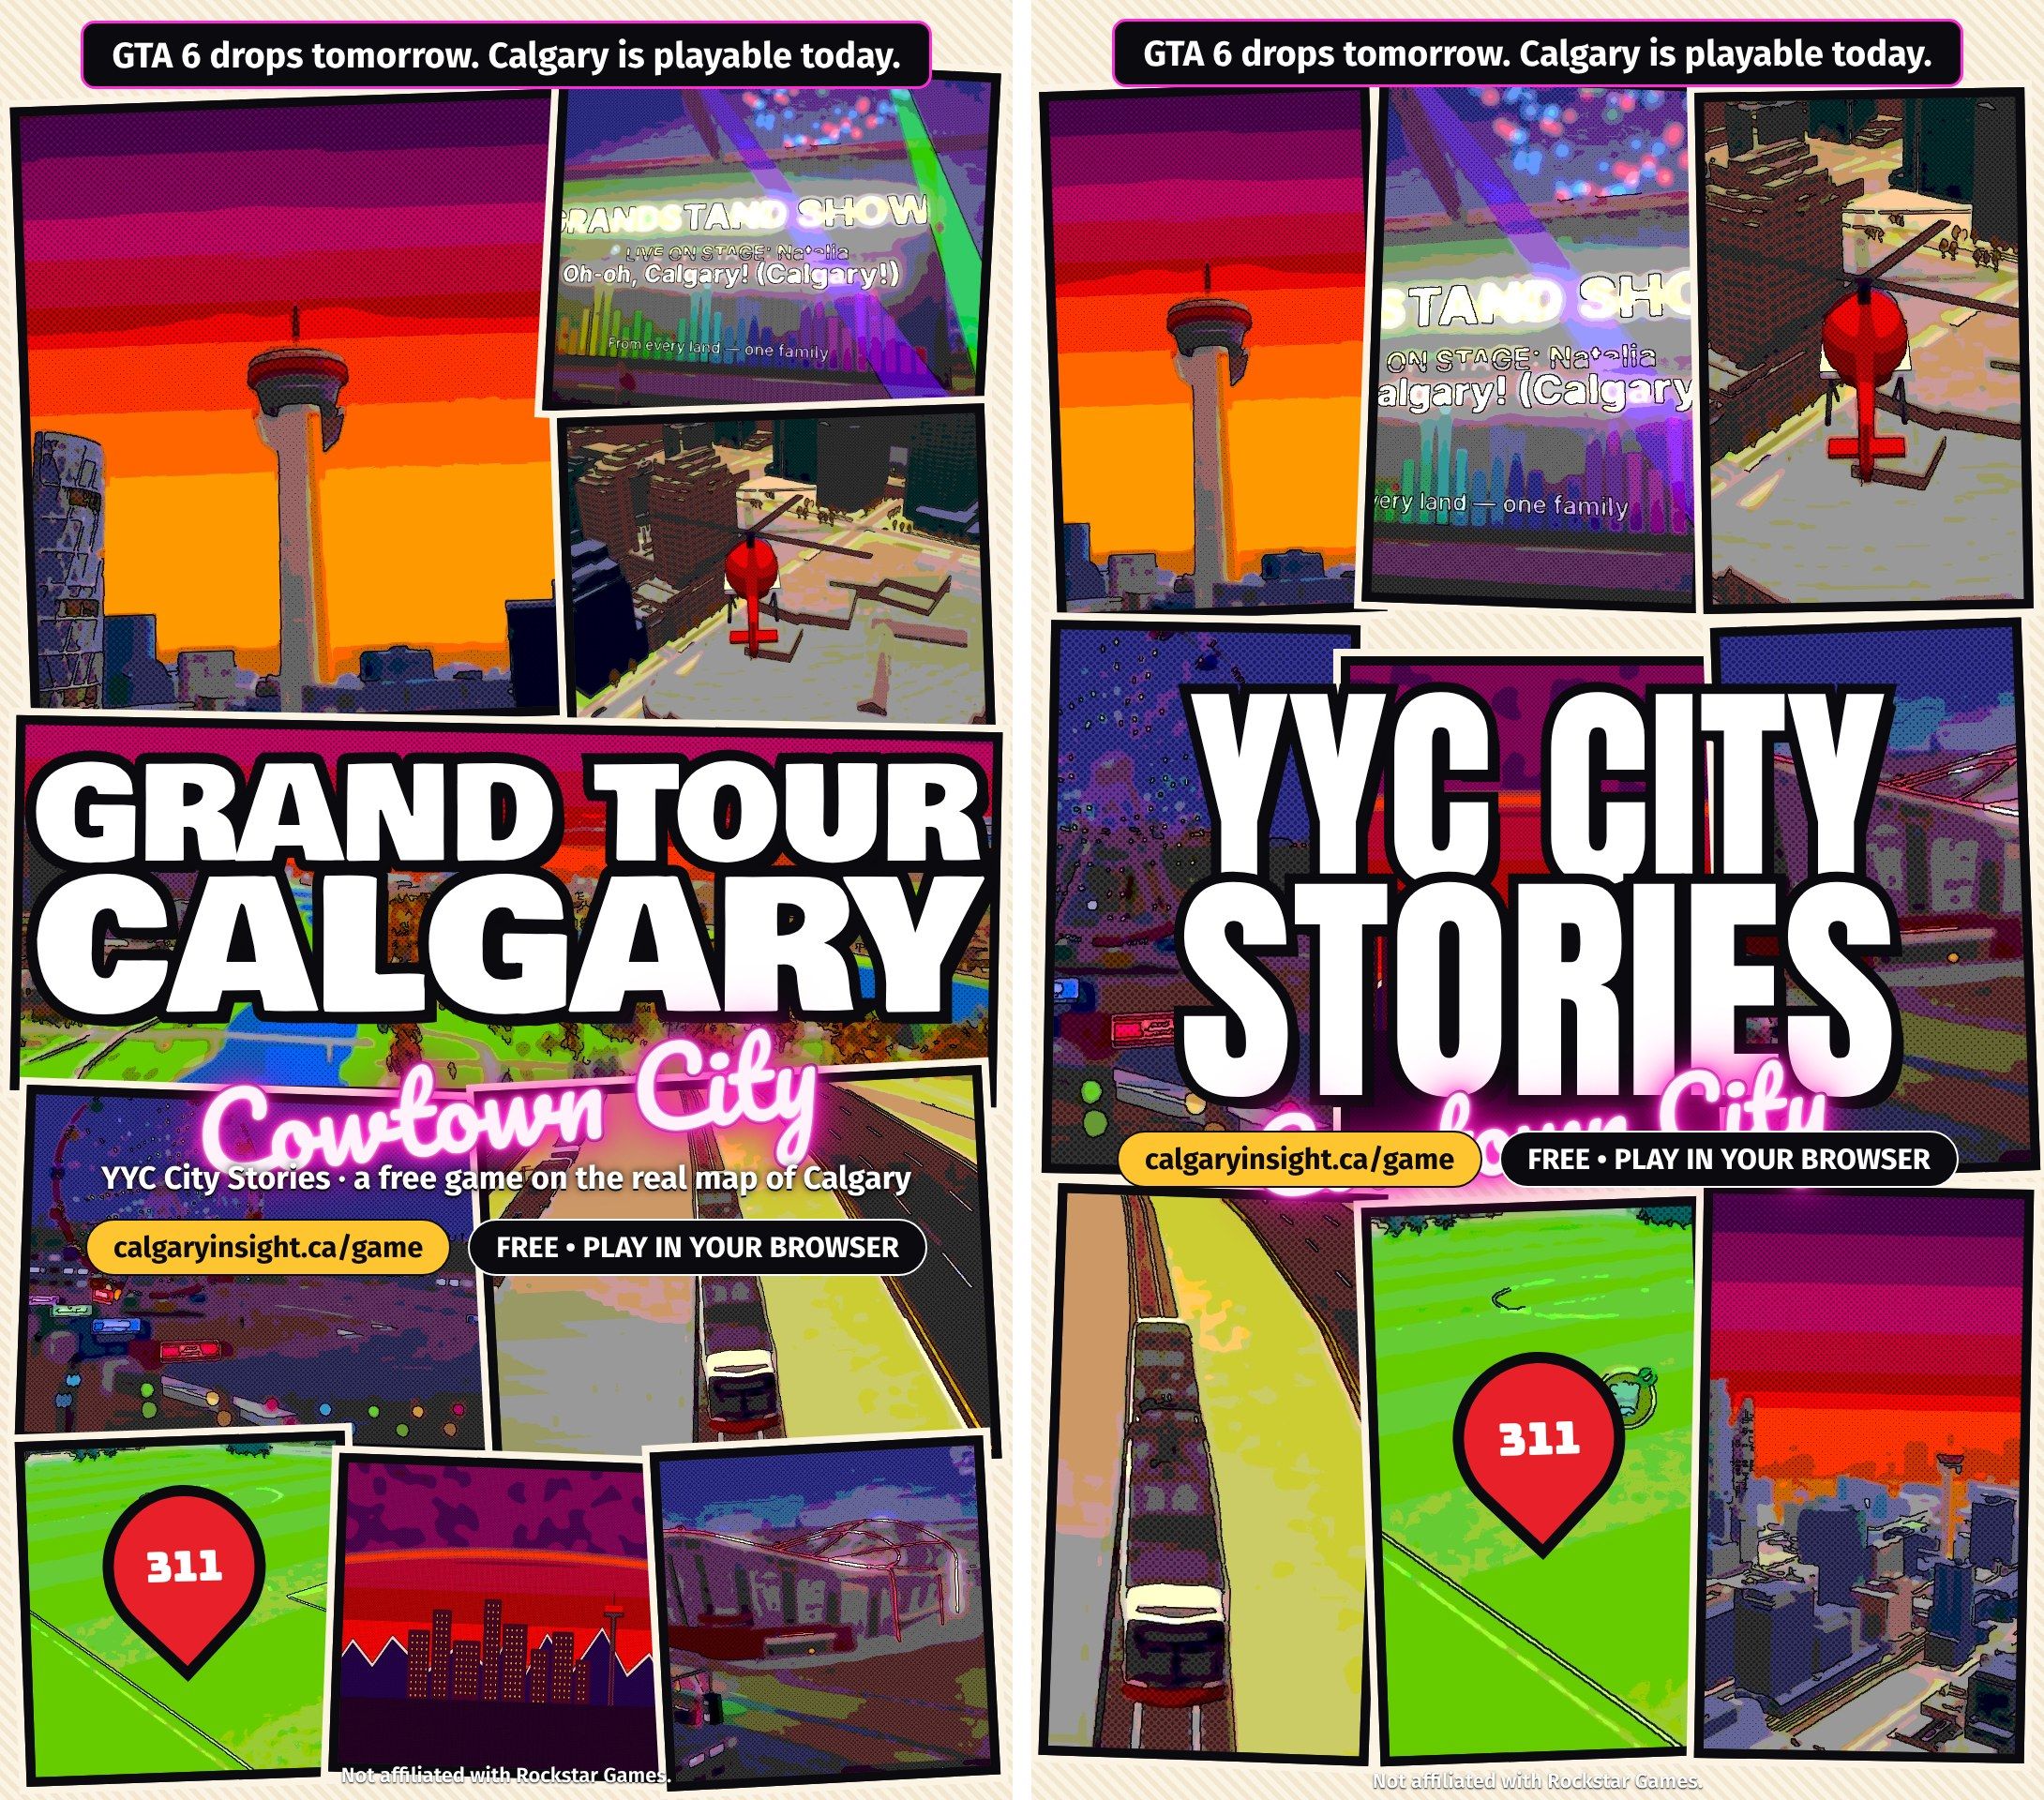 GTA 6 drops tomorrow. Calgary is playable today.
GRANDSTAND SHOW
LIVE ON STAGE: Natalia
Oh-oh, Calgary! (Calgary!)
From every land — one family
GRAND TOUR
CALGARY
Cowtown City
YYC City Stories · a free game on the real map of Calgary
calgaryinsight.ca/game
FREE • PLAY IN YOUR BROWSER
311
Not affiliated with Rockstar Games.
GTA 6 drops tomorrow. Calgary is playable today.
STAND SHO
ON STAGE: Natalia
algary! (Calgary
very land — one family
YYC CITY
STORIES
City
calgaryinsight.ca/game
FREE • PLAY IN YOUR BROWSER
311
Not affiliated with Rockstar Games.